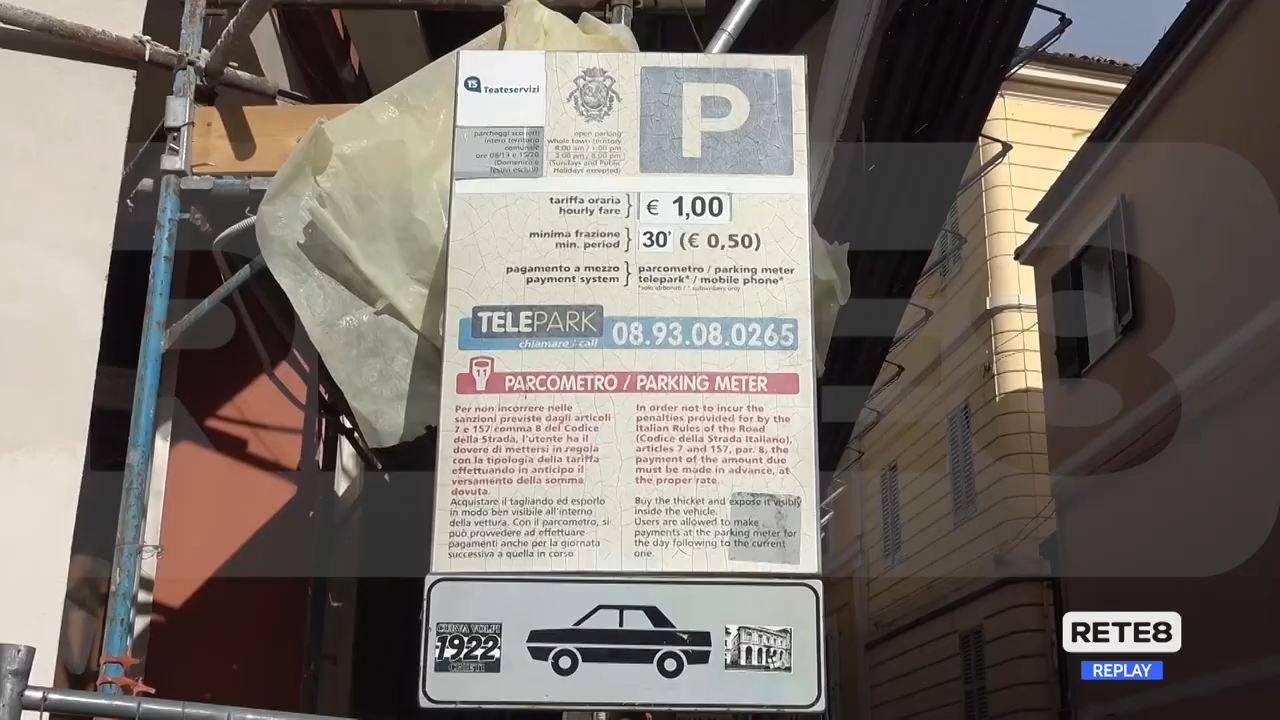 TS Teateservizi
P
parcheggi scoperti
intero territorio
comunale
ore 08/13 e 15/20
(Domenica e
festivi esclusi)
open parking
whole town territory
8:00 am / 1:00 pm
3:00 pm / 8:00 pm
(Sundays and Public
Holidays excepted)
tariffa oraria
hourly fare
€ 1,00
minima frazione
min. period
30' (€ 0,50)
pagamento a mezzo
payment system
parcometro / parking meter
telepark* / mobile phone*
*solo abbonati / * subscribers only
TELEPARK
chiamare / call
08.93.08.0265
11
PARCOMETRO / PARKING METER
Per non incorrere nelle
sanzioni previste dagli articoli
7 e 157 comma 8 del Codice
della Strada, l'utente ha il
dovere di mettersi in regola
con la tipologia della tariffa
effettuando in anticipo il
versamento della somma
dovuta.
Acquistare il tagliando ed esporlo
in modo ben visibile all'interno
della vettura. Con il parcometro, si
può provvedere ad effettuare
pagamenti anche per la giornata
successiva a quella in corso.
In order not to incur the
penalties provided for by the
Italian Rules of the Road
(Codice della Strada Italiano),
articles 7 and 157, par. 8, the
payment of the amount due
must be made in advance, at
the proper rate.
Buy the thicket and expose it visibly
inside the vehicle.
Users are allowed to make
payments at the parking meter for
the day following to the current
one.
CURVA VOLPI
1922
CHIETI
RETE8
REPLAY
RETE8